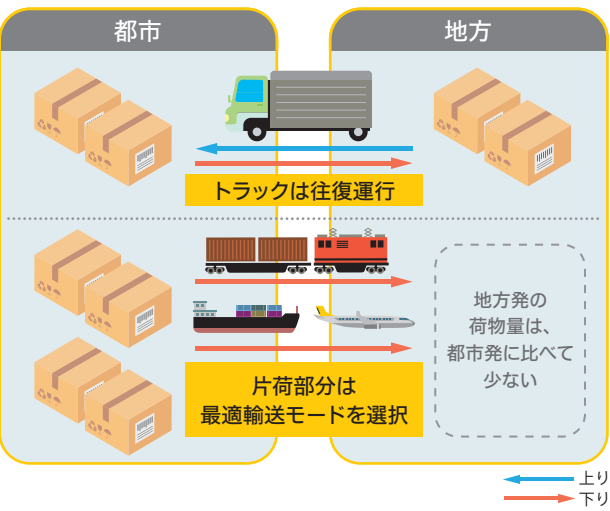 都市
地方
トラックは往復運行
地方発の
荷物量は、
都市発に比べて
少ない
片荷部分は
最適輸送モードを選択
上り
下り